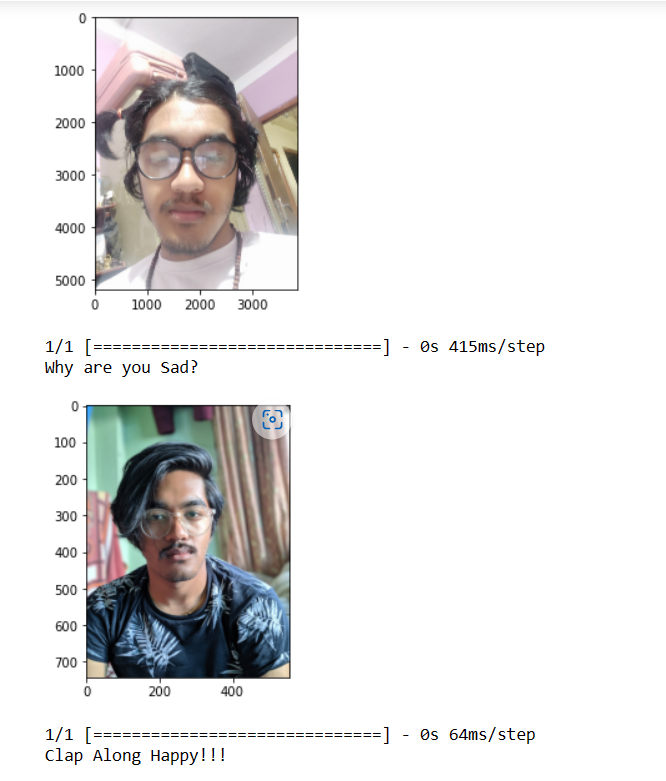 0
1000
2000
3000
4000
5000
0 1000 2000 3000
1/1 [==============================] - 0s 415ms/step
Why are you Sad?
0
100
200
300
400
500
600
700
0 200 400
1/1 [==============================] - 0s 64ms/step
Clap Along Happy!!!